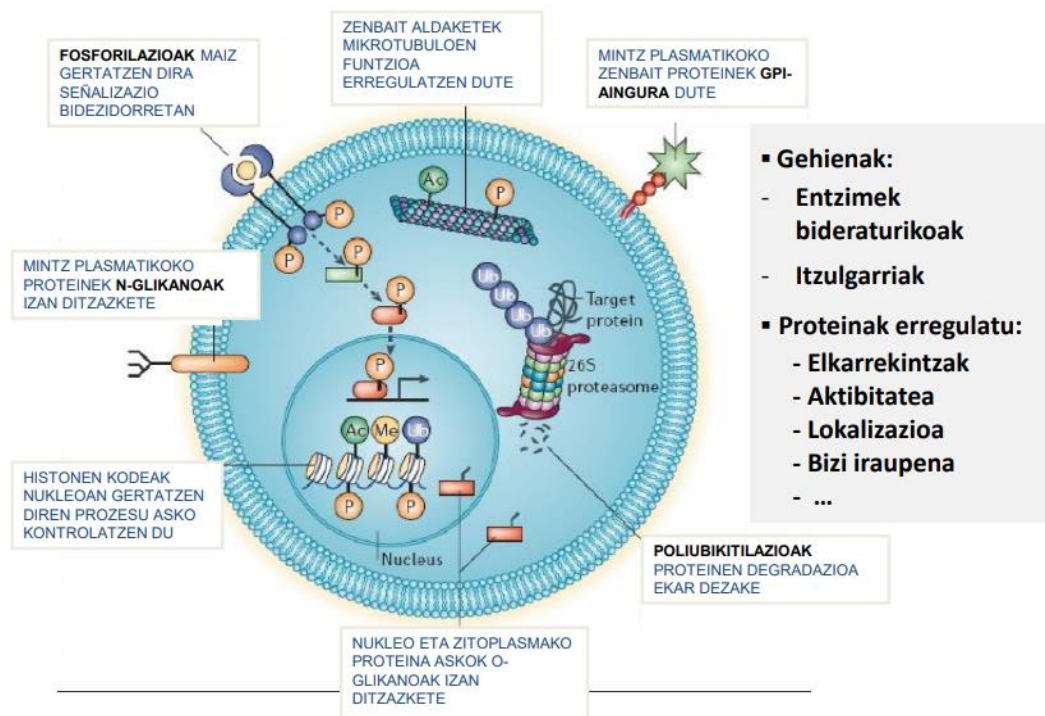 FOSFORILAZIOAK MAIZ
GERTATZEN DIRA
SEÑALIZAZIO
BIDEZIDORRETAN
ZENBAIT ALDAKETEK
MIKROTUBULOEN
FUNTZIOA
ERREGULATZEN DUTE
MINTZ PLASMATIKOKO
ZENBAIT PROTEINEK GPI-
AINGURA DUTE
MINTZ PLASMATIKOKO
PROTEINEK N-GLIKANOAK
IZAN DITZAKETE
HISTONEN KODEAK
NUKLEOAN GERTATZEN
DIREN PROZESU ASKO
KONTROLATZEN DU
Ac
P
P
P
P
P
P
Ub
Ub
Ub
Ub
Target
protein
26S
proteasome
Ac Me Ub
P
P
Nucleus
POLIUBIKITILAZIOAK
PROTEINEN DEGRADAZIOA
EKAR DEZAKE
NUKLEO ETA ZITOPLASMAKO
PROTEINA ASKOK O-
GLIKANOAK IZAN
DITZAZKETE
▪ Gehienak:
- Entzimek
bideraturikoak
- Itzulgarriak
▪ Proteinak erregulatu:
- Elkarrekintzak
- Aktibitatea
- Lokalizazioa
- Bizi iraupena
- ...